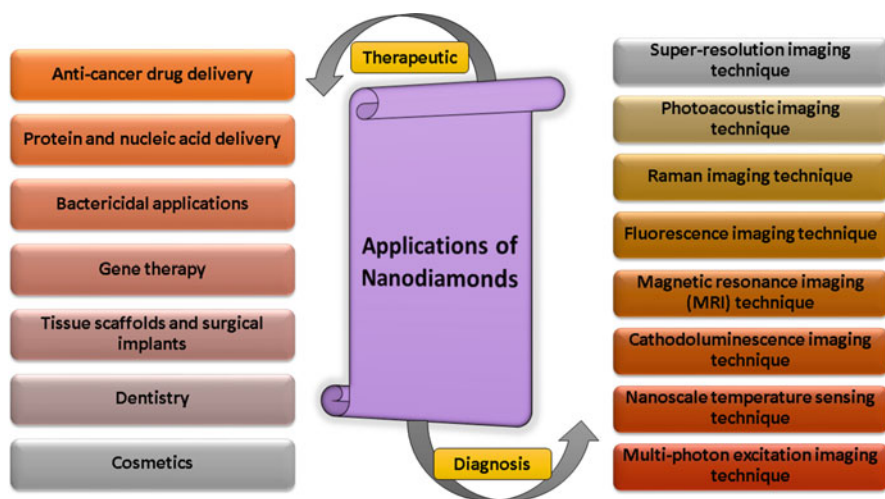 Therapeutic
Anti-cancer drug delivery
Protein and nucleic acid delivery
Bactericidal applications
Gene therapy
Tissue scaffolds and surgical
implants
Dentistry
Cosmetics
Applications of
Nanodiamonds
Diagnosis
Super-resolution imaging
technique
Photoacoustic imaging
technique
Raman imaging technique
Fluorescence imaging technique
Magnetic resonance imaging
(MRI) technique
Cathodoluminescence imaging
technique
Nanoscale temperature sensing
technique
Multi-photon excitation imaging
technique